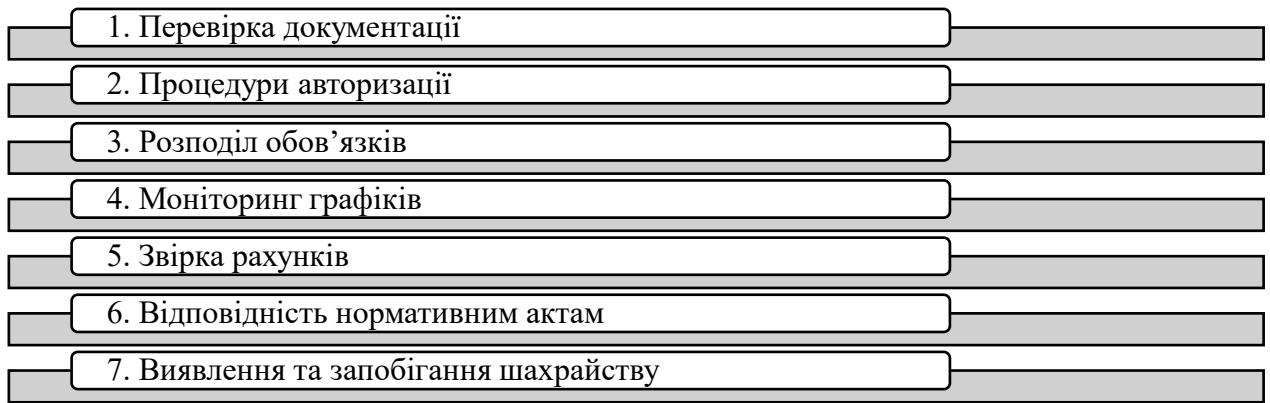 1. Перевірка документації
2. Процедури авторизації
3. Розподіл обов’язків
4. Моніторинг графіків
5. Звірка рахунків
6. Відповідність нормативним актам
7. Виявлення та запобігання шахрайству